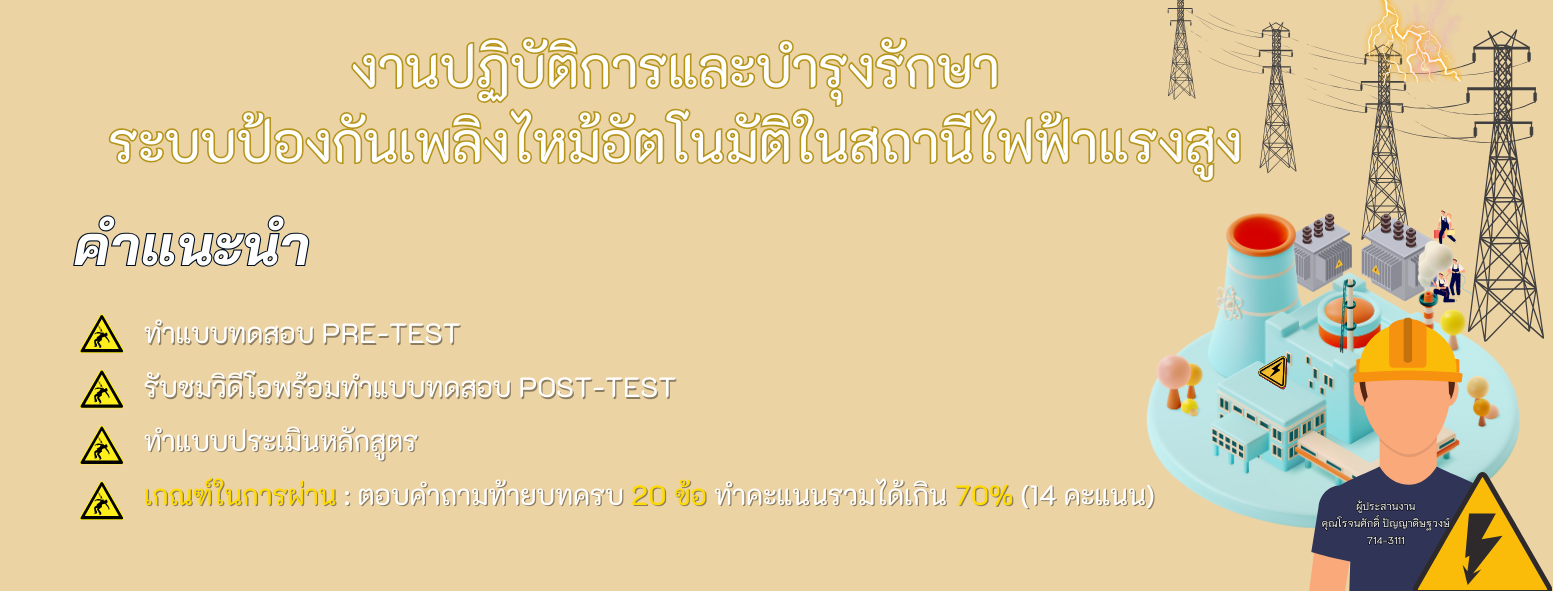 งานปฏิบัติการและบำรุงรักษา
ระบบป้องกันเพลิงไหม้อัตโนมัติในสถานีไฟฟ้าแรงสูง
คำแนะนำ
ทำแบบทดสอบ PRE-TEST
รับชมวิดีโอพร้อมทำแบบทดสอบ POST-TEST
ทำแบบประเมินหลักสูตร
เกณฑ์ในการผ่าน : ตอบคำถามท้ายบทครบ 20 ข้อ ทำคะแนนรวมได้เกิน 70% (14 คะแนน)
ผู้ประสานงาน
คุณโรจนศักดิ์ ปัญญาดิษฐวงษ์
714-3111